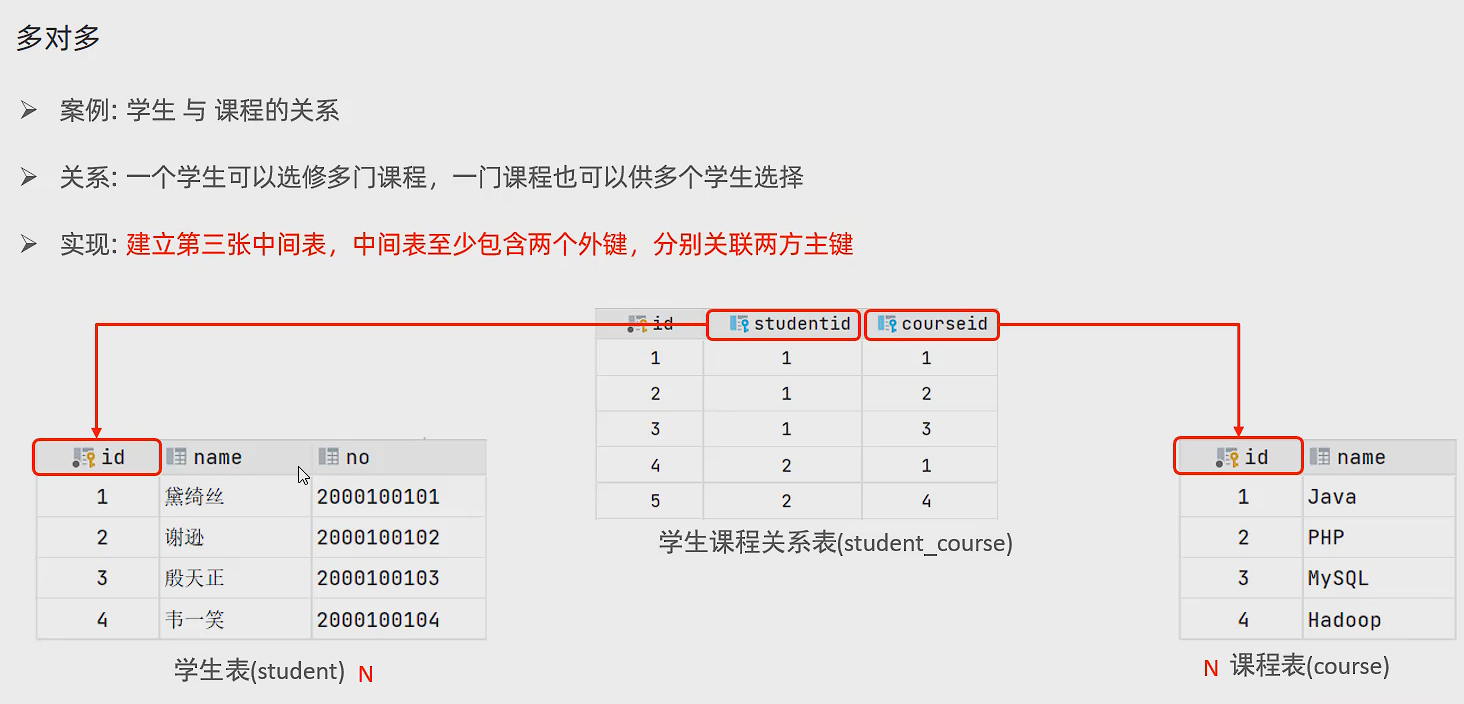 多对多
案例: 学生 与 课程的关系
关系: 一个学生可以选修多门课程，一门课程也可以供多个学生选择
实现: 建立第三张中间表，中间表至少包含两个外键，分别关联两方主键
id studentid courseid
1 1 1
2 1 2
3 1 3
4 2 1
5 2 4
学生课程关系表(student_course)
id name no
1 黛绮丝 2000100101
2 谢逊 2000100102
3 殷天正 2000100103
4 韦一笑 2000100104
学生表(student) N
id name
1 Java
2 PHP
3 MySQL
4 Hadoop
N 课程表(course)